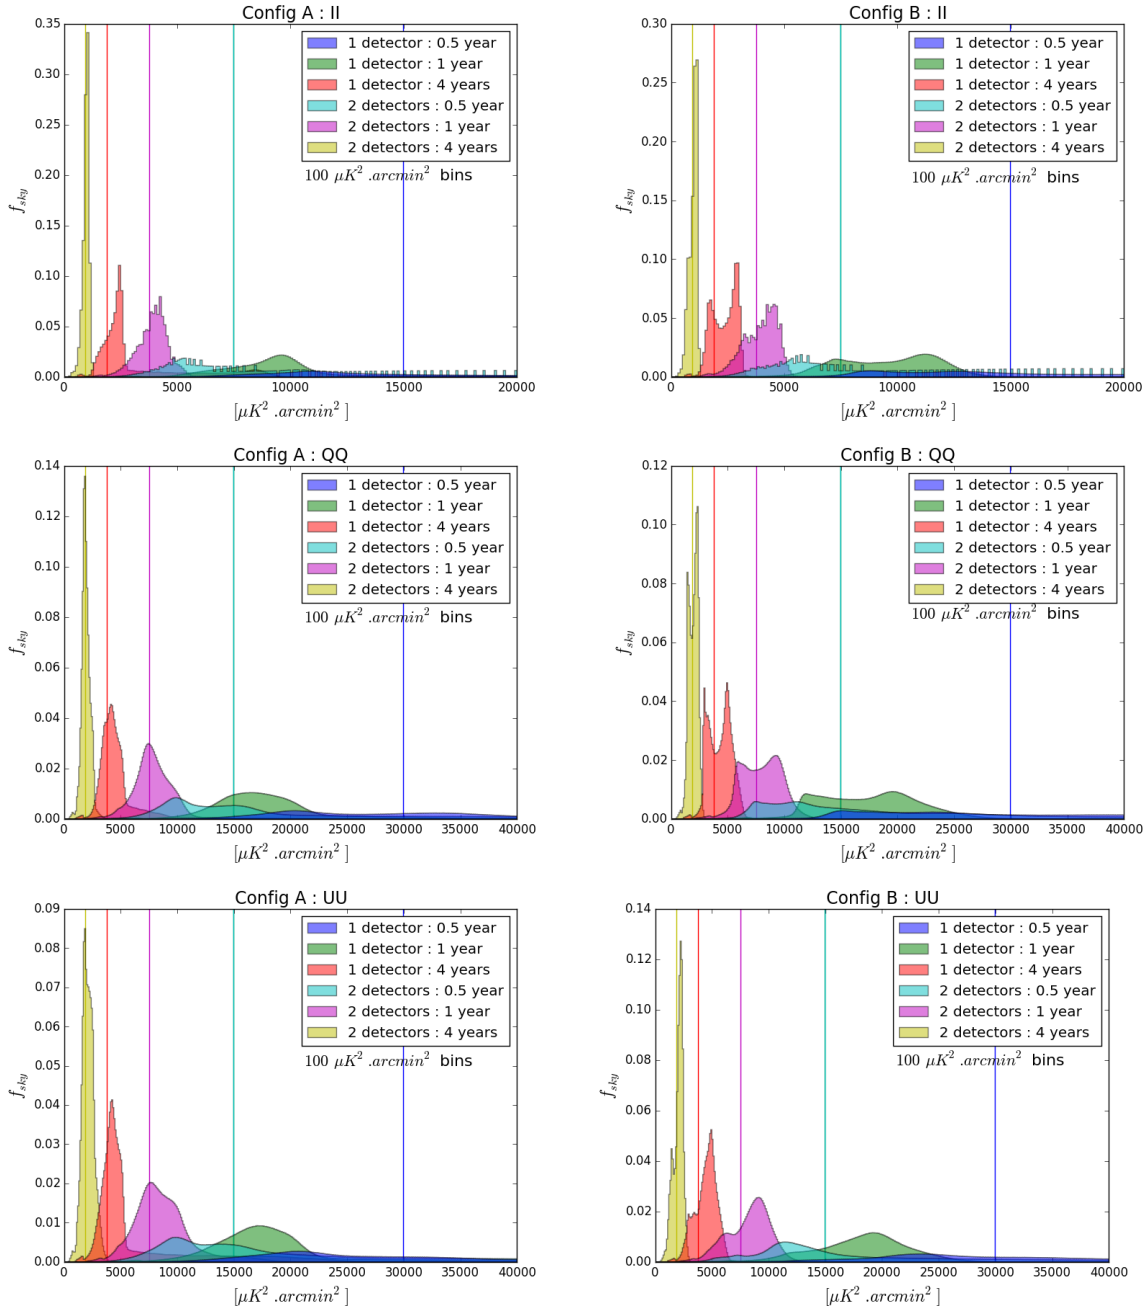 Config A : II
0.35
0.30
0.25
0.20
0.15
0.10
0.05
0.00
f_sky
1 detector : 0.5 year
1 detector : 1 year
1 detector : 4 years
2 detectors : 0.5 year
2 detectors : 1 year
2 detectors : 4 years
100 μK² .arcmin² bins
0 5000 10000 15000 20000
[μK² .arcmin² ]
Config B : II
0.30
0.25
0.20
0.15
0.10
0.05
0.00
f_sky
1 detector : 0.5 year
1 detector : 1 year
1 detector : 4 years
2 detectors : 0.5 year
2 detectors : 1 year
2 detectors : 4 years
100 μK² .arcmin² bins
0 5000 10000 15000 20000
[μK² .arcmin² ]
Config A : QQ
0.14
0.12
0.10
0.08
0.06
0.04
0.02
0.00
f_sky
1 detector : 0.5 year
1 detector : 1 year
1 detector : 4 years
2 detectors : 0.5 year
2 detectors : 1 year
2 detectors : 4 years
100 μK² .arcmin² bins
0 5000 10000 15000 20000 25000 30000 35000 40000
[μK² .arcmin² ]
Config B : QQ
0.12
0.10
0.08
0.06
0.04
0.02
0.00
f_sky
1 detector : 0.5 year
1 detector : 1 year
1 detector : 4 years
2 detectors : 0.5 year
2 detectors : 1 year
2 detectors : 4 years
100 μK² .arcmin² bins
0 5000 10000 15000 20000 25000 30000 35000 40000
[μK² .arcmin² ]
Config A : UU
0.09
0.08
0.07
0.06
0.05
0.04
0.03
0.02
0.01
0.00
f_sky
1 detector : 0.5 year
1 detector : 1 year
1 detector : 4 years
2 detectors : 0.5 year
2 detectors : 1 year
2 detectors : 4 years
100 μK² .arcmin² bins
0 5000 10000 15000 20000 25000 30000 35000 40000
[μK² .arcmin² ]
Config B : UU
0.14
0.12
0.10
0.08
0.06
0.04
0.02
0.00
f_sky
1 detector : 0.5 year
1 detector : 1 year
1 detector : 4 years
2 detectors : 0.5 year
2 detectors : 1 year
2 detectors : 4 years
100 μK² .arcmin² bins
0 5000 10000 15000 20000 25000 30000 35000 40000
[μK² .arcmin² ]